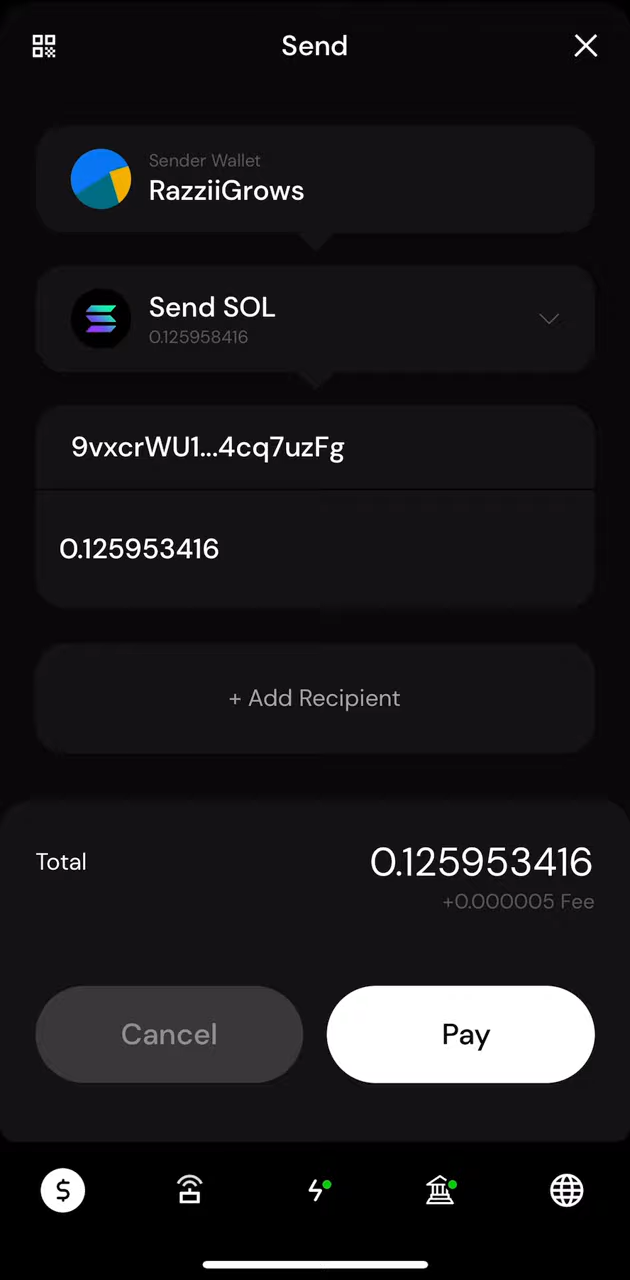 Send
Sender Wallet
RazziiGrows
Send SOL
0.125958416
9vxcrWU1...4cq7uzFg
0.125953416
+ Add Recipient
Total
0.125953416
+0.000005 Fee
Cancel
Pay